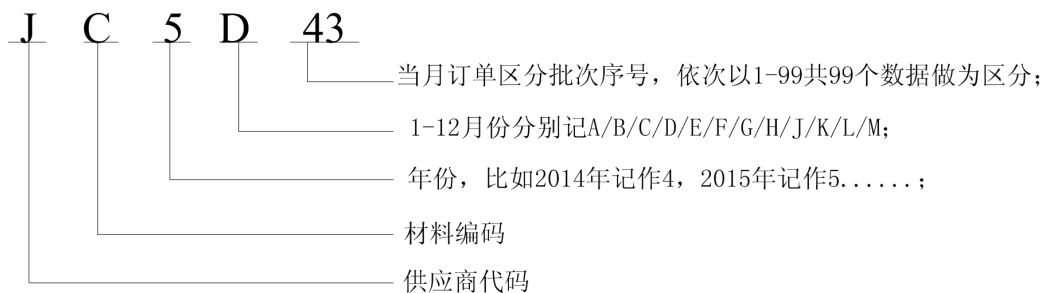 J C 5 D 43
当月订单区分批次序号，依次以1-99共99个数据做为区分；
1-12月份分别记A/B/C/D/E/F/G/H/J/K/L/M；
年份，比如2014年记作4，2015年记作5......；
材料编码
供应商代码